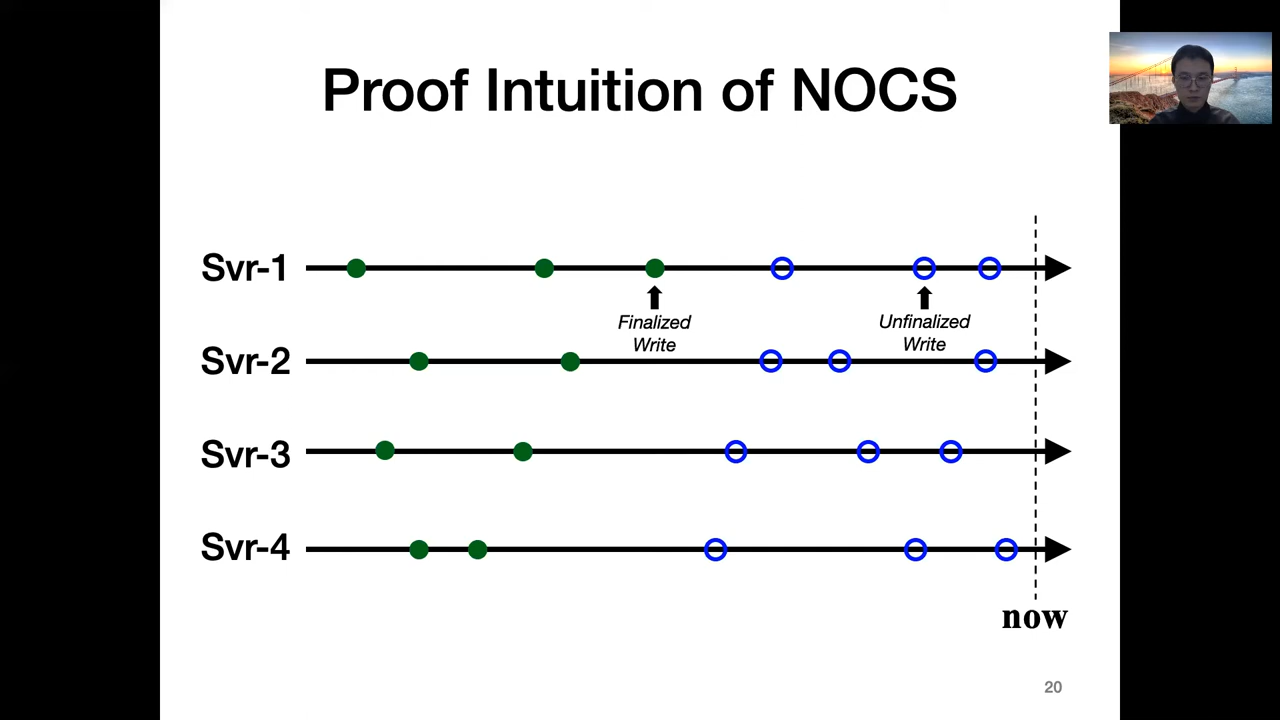 Proof Intuition of NOCS
Svr-1
Finalized
Write
Unfinalized
Write
Svr-2
Svr-3
Svr-4
now
20